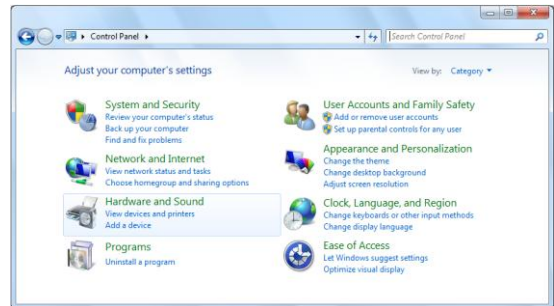 Control Panel
Search Control Panel
Adjust your computer's settings
View by: Category
System and Security
Review your computer's status
Back up your computer
Find and fix problems
Network and Internet
View network status and tasks
Choose homegroup and sharing options
Hardware and Sound
View devices and printers
Add a device
Programs
Uninstall a program
User Accounts and Family Safety
Add or remove user accounts
Set up parental controls for any user
Appearance and Personalization
Change the theme
Change desktop background
Adjust screen resolution
Clock, Language, and Region
Change keyboards or other input methods
Change display language
Ease of Access
Let Windows suggest settings
Optimize visual display